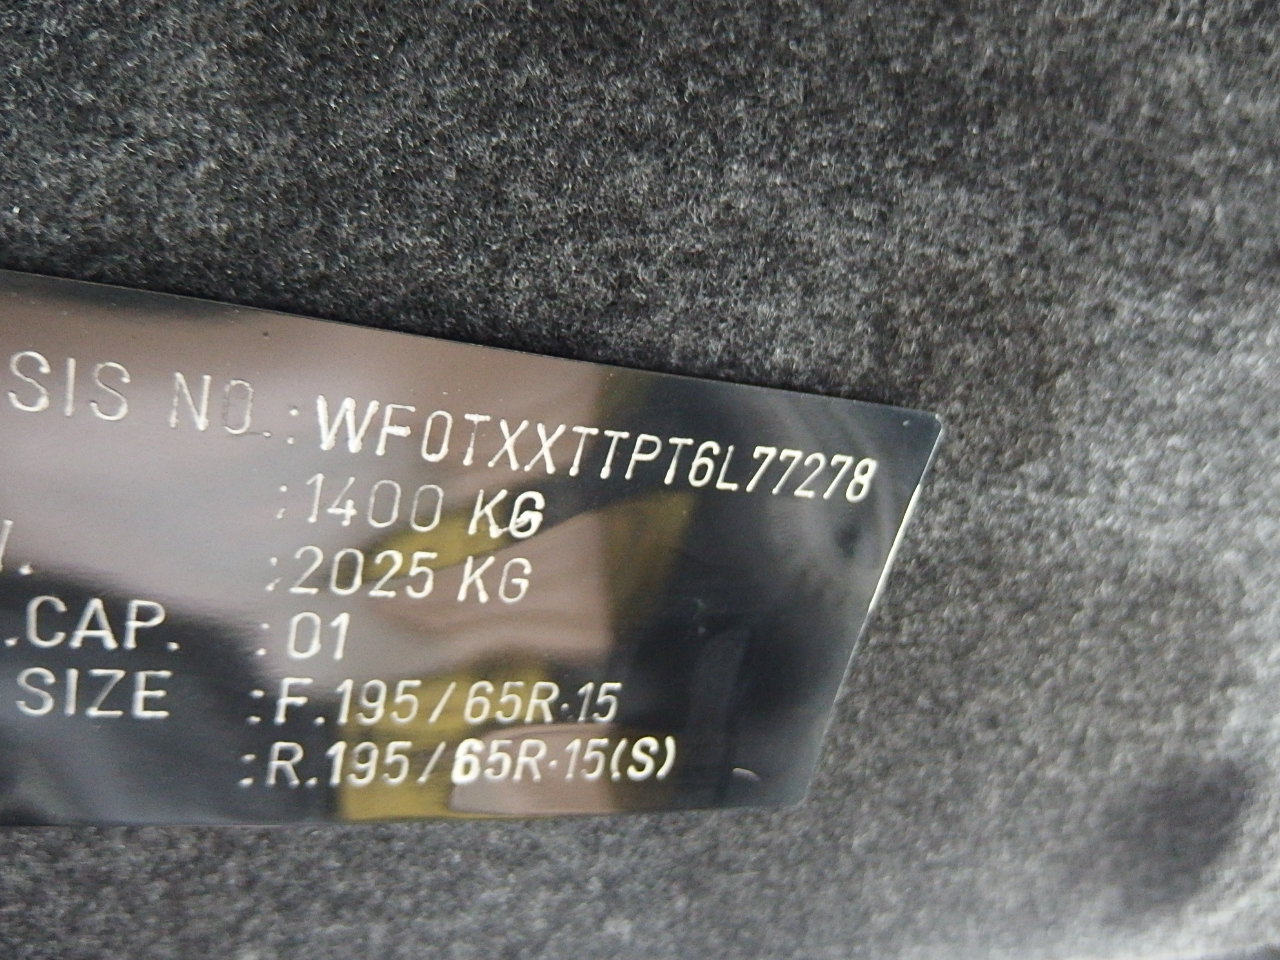 SIS NO.:WF0TXXTTPT6L77278
:1400 KG
.:2025 KG
.CAP. :01
SIZE :F.195/65R·15
:R.195/65R·15(S)